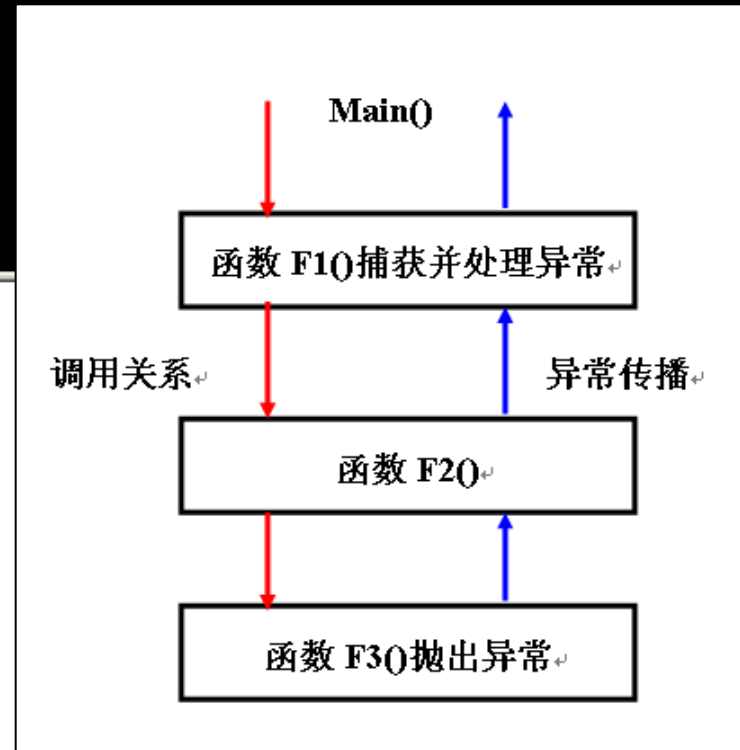 Main()
函数 F1()捕获并处理异常
调用关系
异常传播
函数 F2()
函数 F3()抛出异常